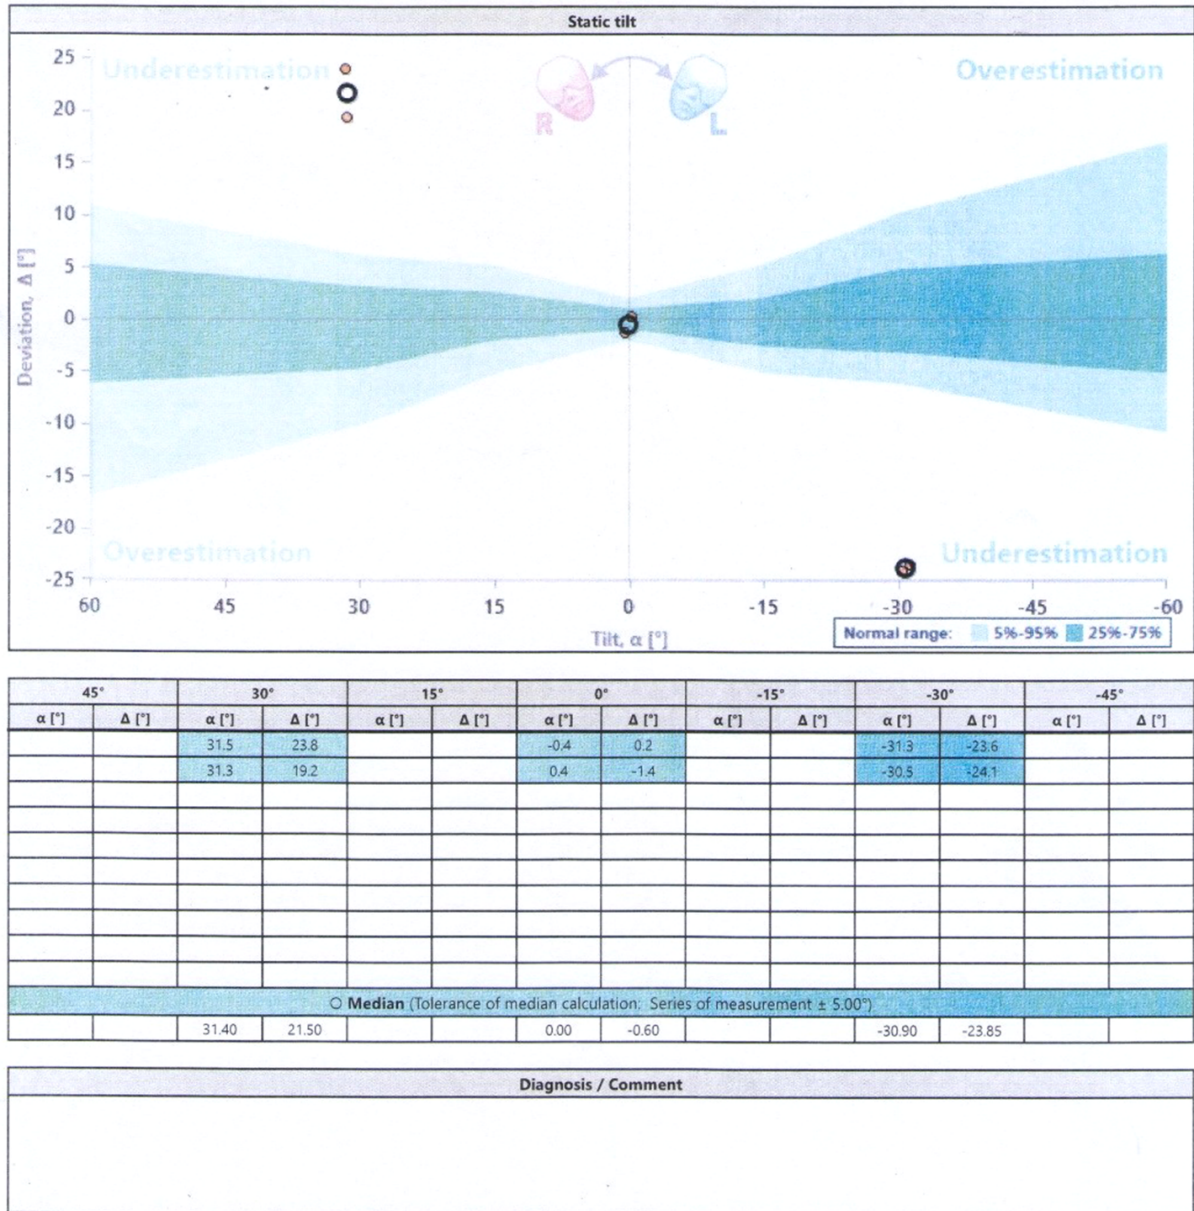 Static tilt
Underestimation
Overestimation
R
L
25
20
15
10
5
0
-5
-10
-15
-20
-25
Deviation, Δ [°]
Overestimation
Underestimation
60 45 30 15 0 -15 -30 -45 -60
Tilt, α [°]
Normal range: 5%-95% 25%-75%
45° 30° 15° 0° -15° -30° -45°
α [°] Δ [°] α [°] Δ [°] α [°] Δ [°] α [°] Δ [°] α [°] Δ [°] α [°] Δ [°] α [°] Δ [°]
31.5 23.8 -0.4 0.2 -31.3 -23.6
31.3 19.2 0.4 -1.4 -30.5 -24.1
○ Median (Tolerance of median calculation: Series of measurement ± 5.00°)
31.40 21.50 0.00 -0.60 -30.90 -23.85
Diagnosis / Comment